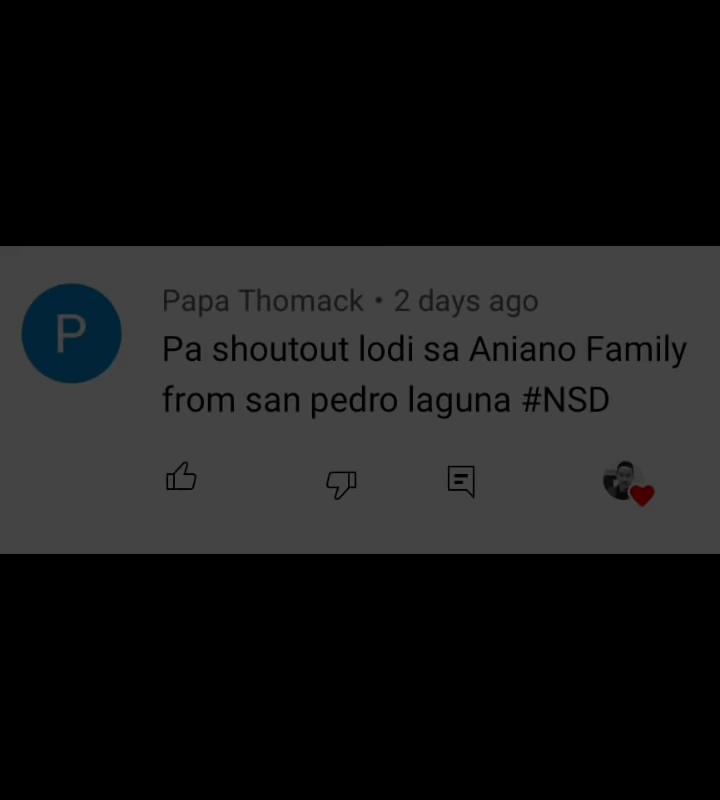 P
Papa Thomack • 2 days ago
Pa shoutout lodi sa Aniano Family
from san pedro laguna #NSD